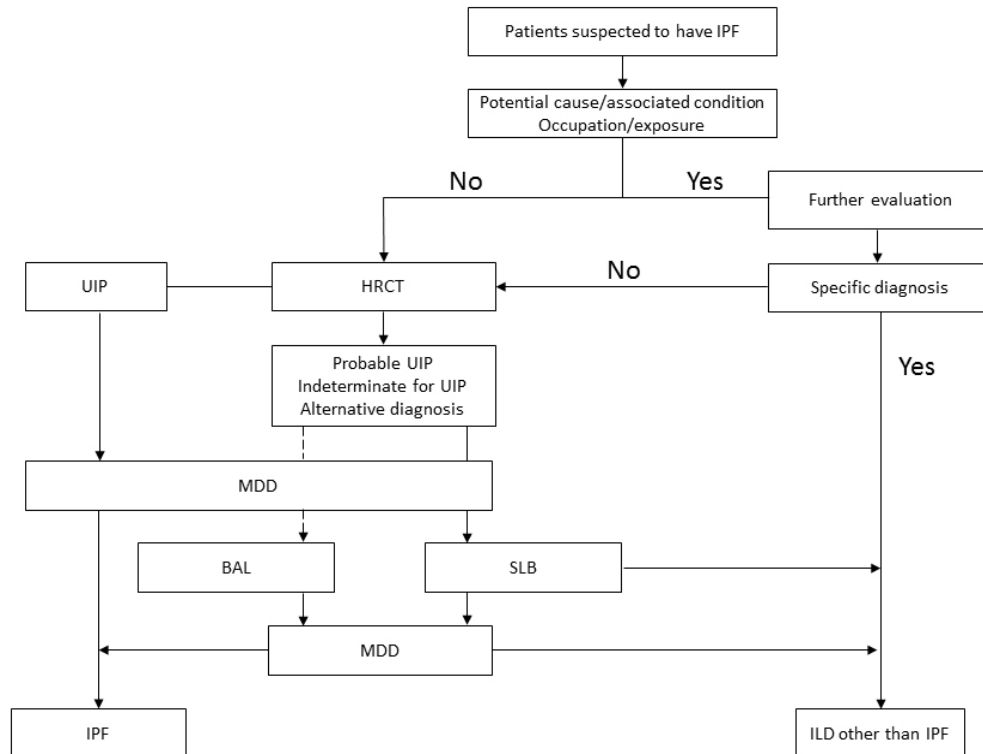 Patients suspected to have IPF
Potential cause/associated condition
Occupation/exposure
No
Yes
Further evaluation
UIP
HRCT
No
Specific diagnosis
Probable UIP
Indeterminate for UIP
Alternative diagnosis
Yes
MDD
BAL
SLB
MDD
IPF
ILD other than IPF